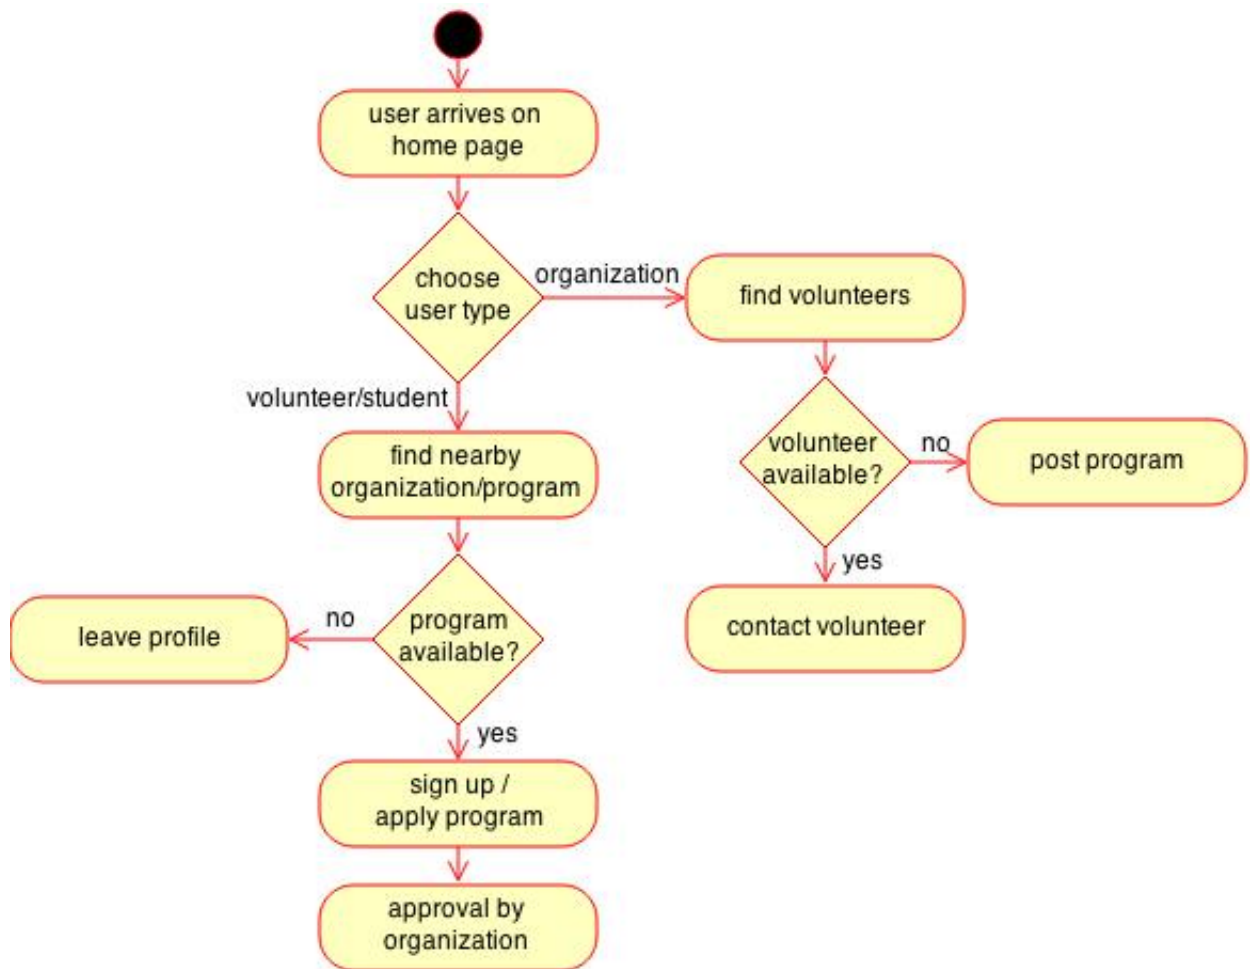 user arrives on
home page
choose
user type
organization
find volunteers
volunteer/student
find nearby
organization/program
volunteer
available?
no
post program
yes
contact volunteer
program
available?
no
leave profile
yes
sign up /
apply program
approval by
organization